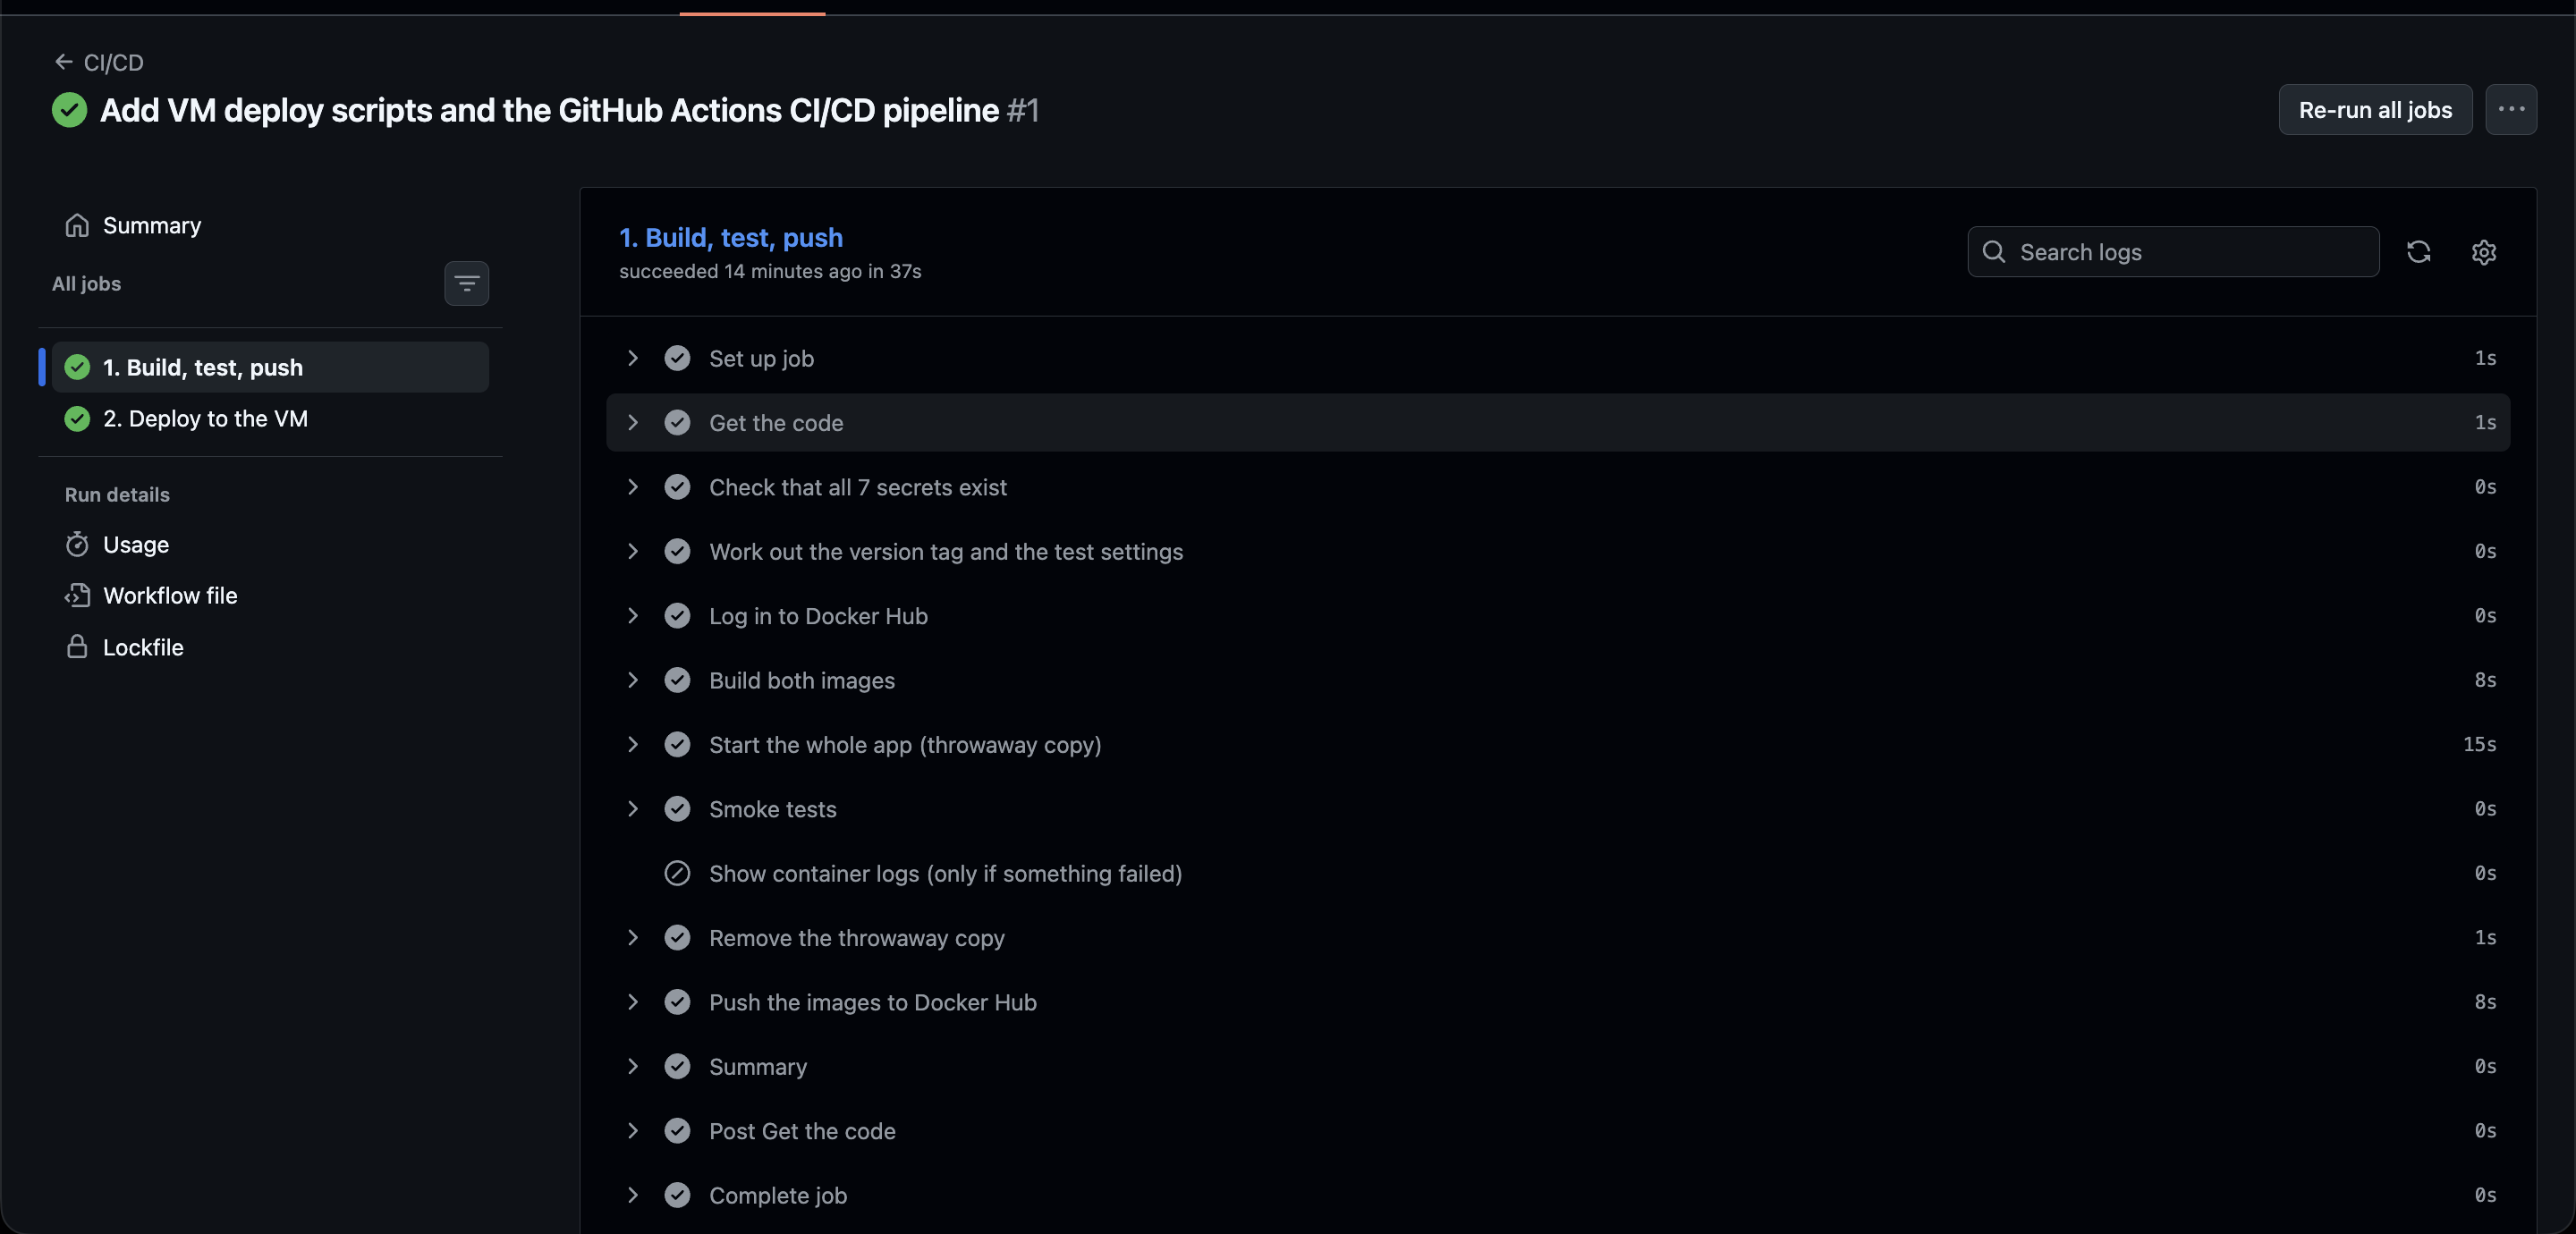 CI/CD
Add VM deploy scripts and the GitHub Actions CI/CD pipeline #1
Re-run all jobs
Summary
All jobs
1. Build, test, push
2. Deploy to the VM
Run details
Usage
Workflow file
Lockfile
1. Build, test, push
succeeded 14 minutes ago in 37s
Search logs
Set up job 1s
Get the code 1s
Check that all 7 secrets exist 0s
Work out the version tag and the test settings 0s
Log in to Docker Hub 0s
Build both images 8s
Start the whole app (throwaway copy) 15s
Smoke tests 0s
Show container logs (only if something failed) 0s
Remove the throwaway copy 1s
Push the images to Docker Hub 8s
Summary 0s
Post Get the code 0s
Complete job 0s